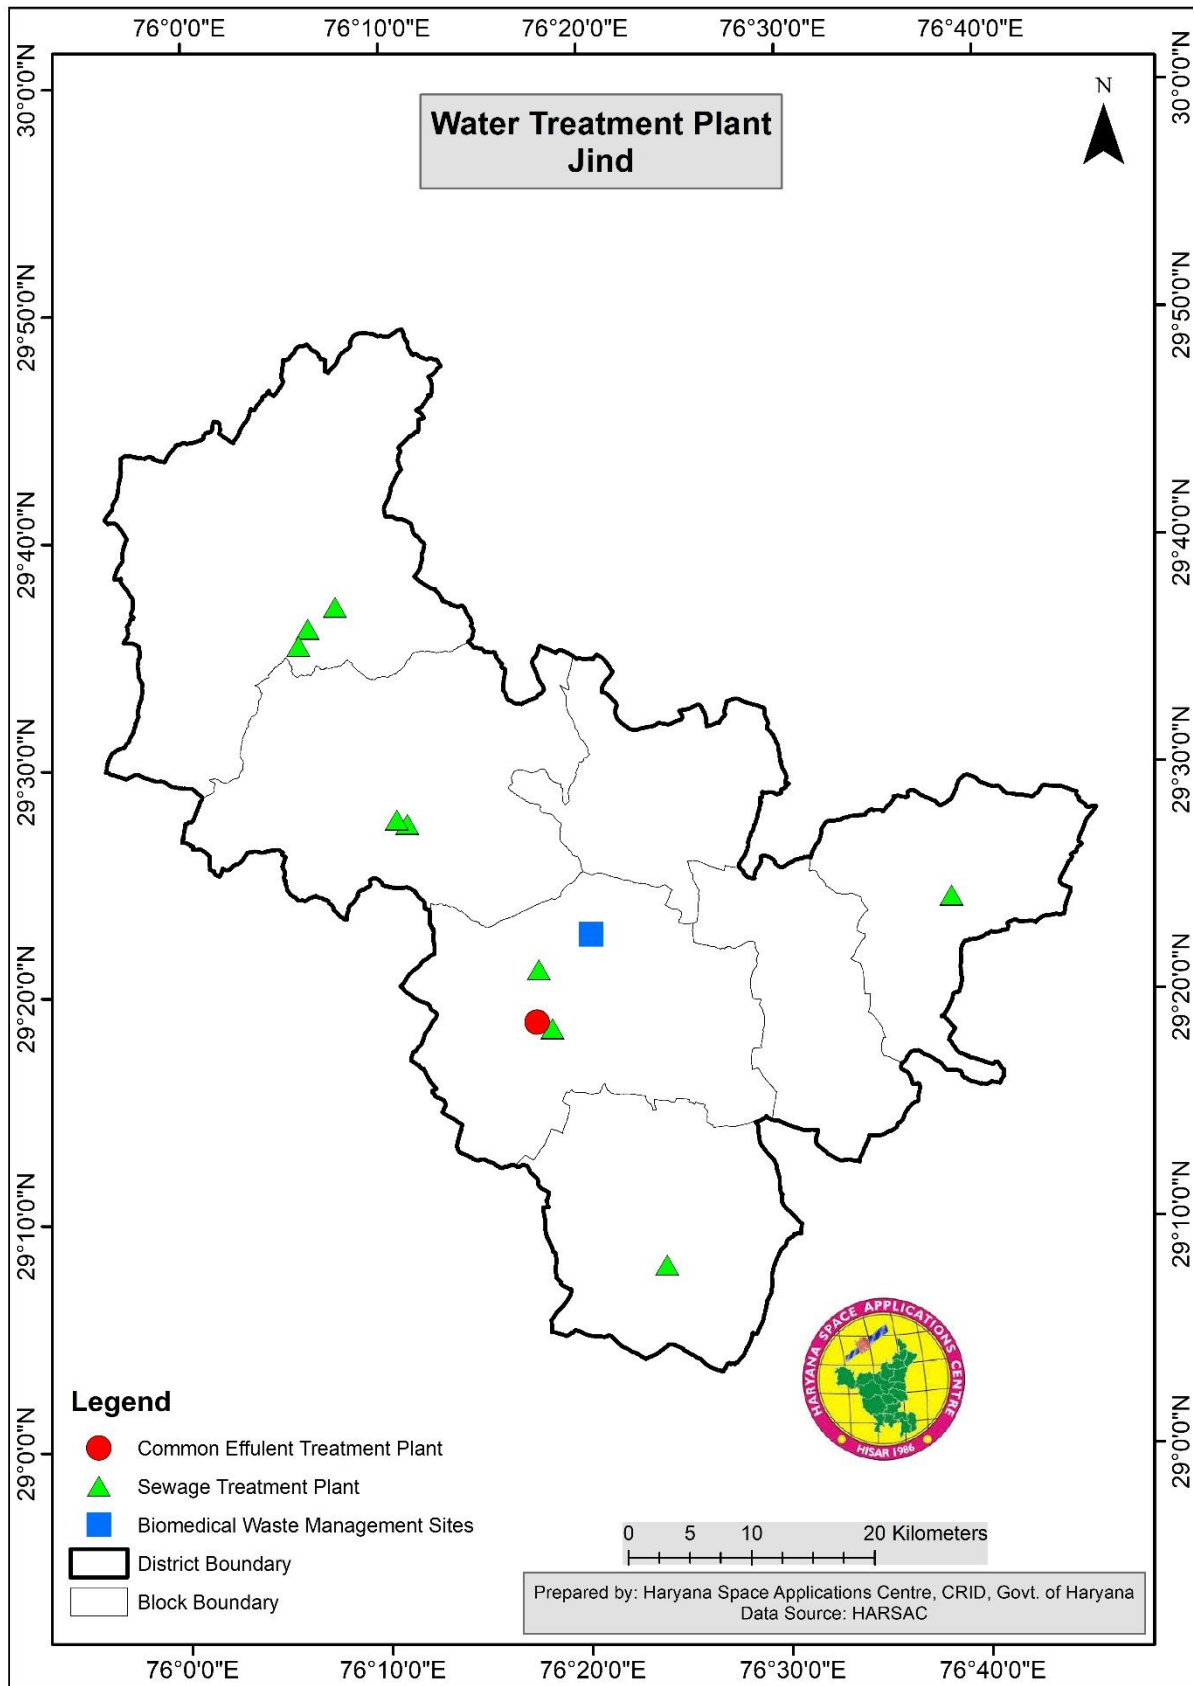 76°0'0"E 76°10'0"E 76°20'0"E 76°30'0"E 76°40'0"E
30°0'0"N
30°0'0"N
N
Water Treatment Plant
Jind
29°50'0"N
29°50'0"N
29°40'0"N
29°40'0"N
29°30'0"N
29°30'0"N
29°20'0"N
29°20'0"N
29°10'0"N
29°10'0"N
29°0'0"N
29°0'0"N
HARYANA SPACE APPLICATIONS CENTRE
HISAR 1986
Legend
Common Effulent Treatment Plant
Sewage Treatment Plant
Biomedical Waste Management Sites
District Boundary
Block Boundary
0 5 10 20 Kilometers
Prepared by: Haryana Space Applications Centre, CRID, Govt. of Haryana
Data Source: HARSAC
76°0'0"E 76°10'0"E 76°20'0"E 76°30'0"E 76°40'0"E